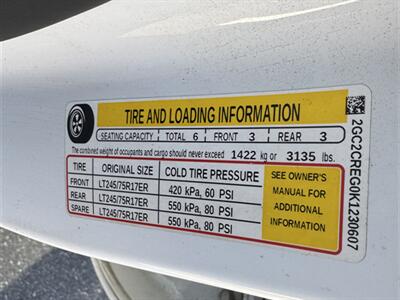 TIRE AND LOADING INFORMATION
SEATING CAPACITY TOTAL 6 FRONT 3 REAR 3
The combined weight of occupants and cargo should never exceed 1422 kg or 3135 lbs.
TIRE ORIGINAL SIZE COLD TIRE PRESSURE
FRONT LT245/75R17ER 420 kPa, 60 PSI
REAR LT245/75R17ER 550 kPa, 80 PSI
SPARE LT245/75R17ER 550 kPa, 80 PSI
SEE OWNER'S
MANUAL FOR
ADDITIONAL
INFORMATION
2GC2CREG0K1230607